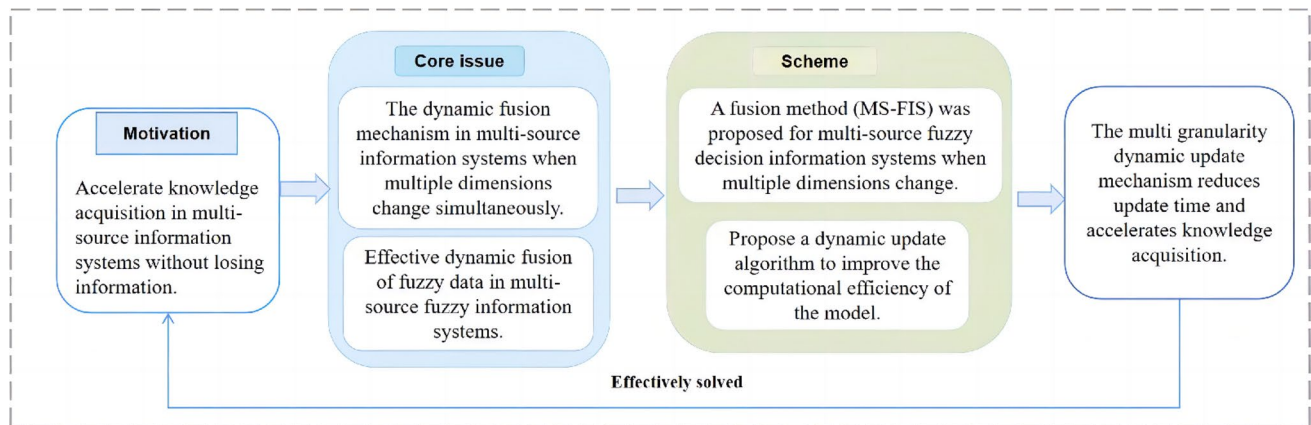 Motivation
Accelerate knowledge
acquisition in multi-
source information
systems without losing
information.
Core issue
The dynamic fusion
mechanism in multi-source
information systems when
multiple dimensions
change simultaneously.
Effective dynamic fusion
of fuzzy data in multi-
source fuzzy information
systems.
Scheme
A fusion method (MS-FIS) was
proposed for multi-source fuzzy
decision information systems when
multiple dimensions change.
Propose a dynamic update
algorithm to improve the
computational efficiency of
the model.
The multi granularity
dynamic update
mechanism reduces
update time and
accelerates knowledge
acquisition.
Effectively solved